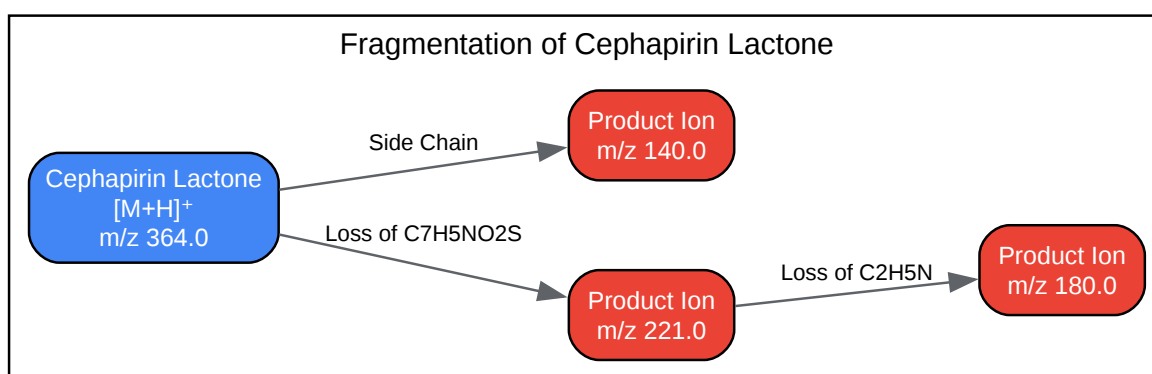 Fragmentation of Cephapirin Lactone
Cephapirin Lactone
[M+H]⁺
m/z 364.0
Side Chain
Product Ion
m/z 140.0
Loss of C7H5NO2S
Product Ion
m/z 221.0
Loss of C2H5N
Product Ion
m/z 180.0